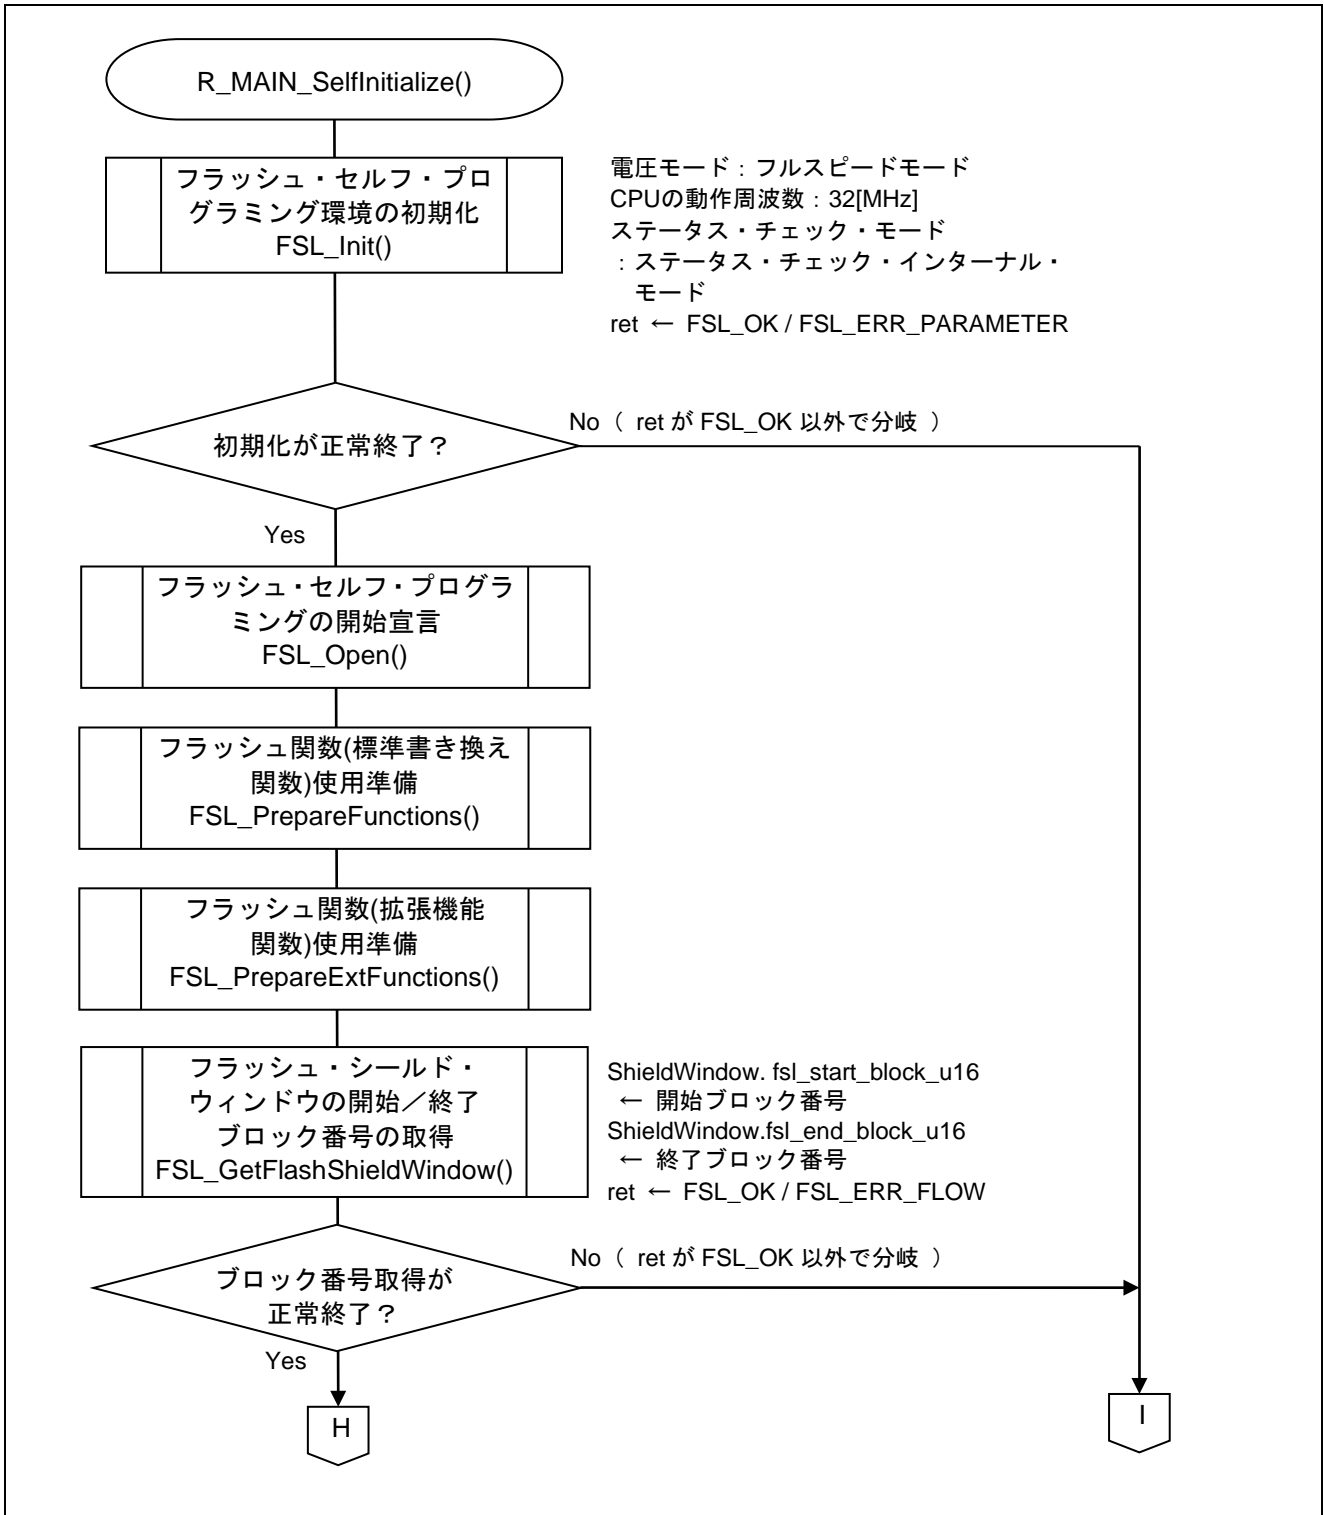 R_MAIN_SelfInitialize()
フラッシュ・セルフ・プロ
グラミング環境の初期化
FSL_Init()
電圧モード：フルスピードモード
CPUの動作周波数：32[MHz]
ステータス・チェック・モード
：ステータス・チェック・インターナル・
モード
ret ← FSL_OK / FSL_ERR_PARAMETER
初期化が正常終了？
No（ ret が FSL_OK 以外で分岐 ）
Yes
フラッシュ・セルフ・プログラ
ミングの開始宣言
FSL_Open()
フラッシュ関数(標準書き換え
関数)使用準備
FSL_PrepareFunctions()
フラッシュ関数(拡張機能
関数)使用準備
FSL_PrepareExtFunctions()
フラッシュ・シールド・
ウィンドウの開始／終了
ブロック番号の取得
FSL_GetFlashShieldWindow()
ShieldWindow. fsl_start_block_u16
← 開始ブロック番号
ShieldWindow.fsl_end_block_u16
← 終了ブロック番号
ret ← FSL_OK / FSL_ERR_FLOW
ブロック番号取得が
正常終了？
No（ ret が FSL_OK 以外で分岐 ）
Yes
H
I